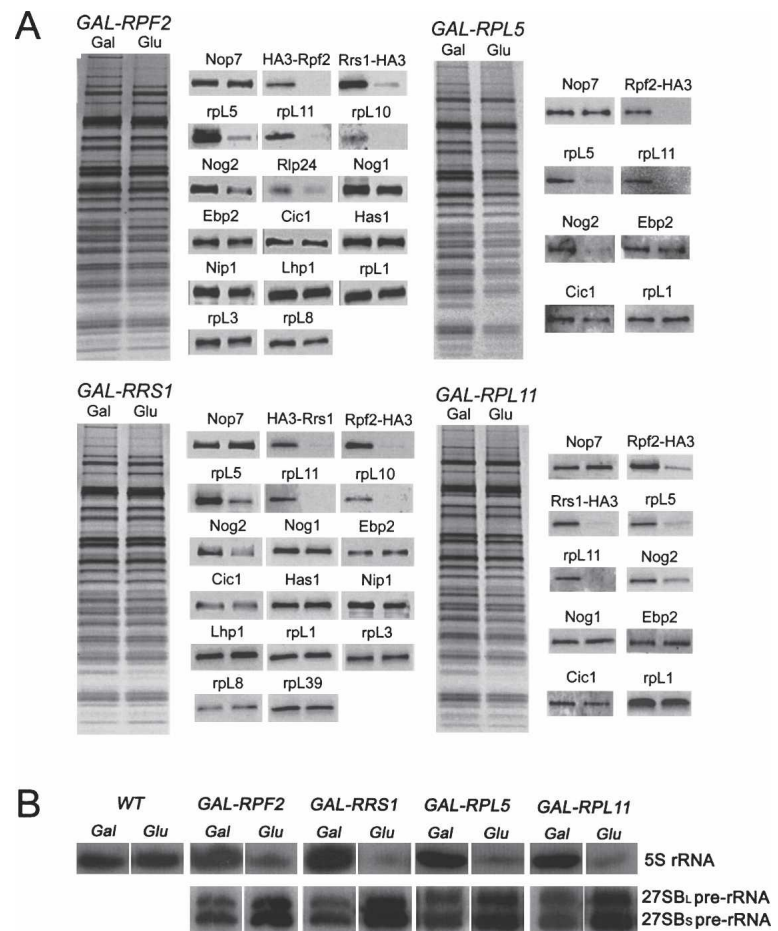 A
GAL-RPF2
Gal Glu
Nop7 HA3-Rpf2 Rrs1-HA3
rpL5 rpL11 rpL10
Nog2 Rlp24 Nog1
Ebp2 Cic1 Has1
Nip1 Lhp1 rpL1
rpL3 rpL8
GAL-RPL5
Gal Glu
Nop7 Rpf2-HA3
rpL5 rpL11
Nog2 Ebp2
Cic1 rpL1
GAL-RRS1
Gal Glu
Nop7 HA3-Rrs1 Rpf2-HA3
rpL5 rpL11 rpL10
Nog2 Nog1 Ebp2
Cic1 Has1 Nip1
Lhp1 rpL1 rpL3
rpL8 rpL39
GAL-RPL11
Gal Glu
Nop7 Rpf2-HA3
Rrs1-HA3 rpL5
rpL11 Nog2
Nog1 Ebp2
Cic1 rpL1
B
WT GAL-RPF2 GAL-RRS1 GAL-RPL5 GAL-RPL11
Gal Glu Gal Glu Gal Glu Gal Glu Gal Glu
5S rRNA
27SBL pre-rRNA
27SBS pre-rRNA